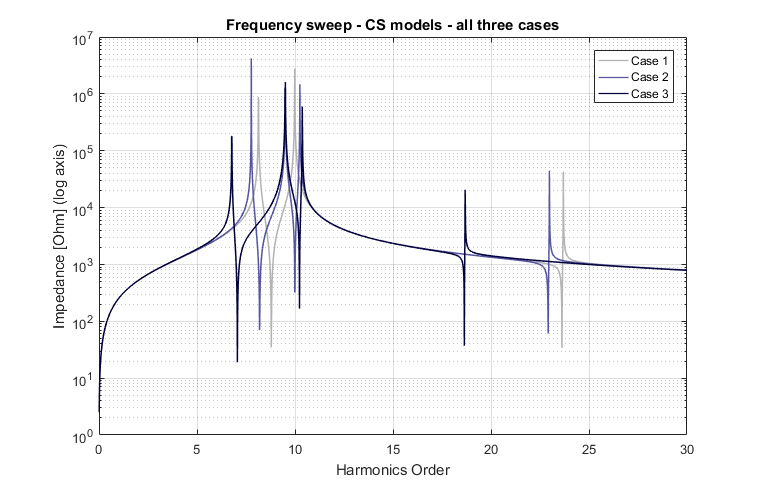 Frequency sweep - CS models - all three cases
10^7
10^6
10^5
10^4
10^3
10^2
10^1
10^0
Impedance [Ohm] (log axis)
Case 1
Case 2
Case 3
0 5 10 15 20 25 30
Harmonics Order